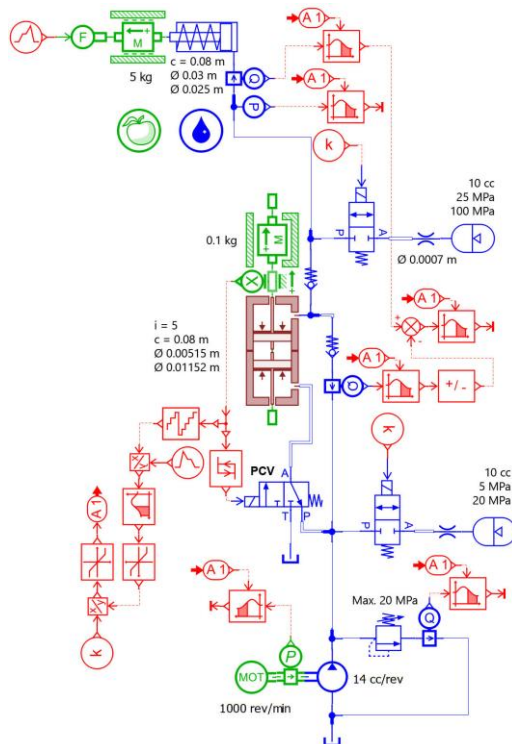 A 1
F
M
5 kg
c = 0.08 m
Ø 0.03 m
Ø 0.025 m
Q
A 1
P
k
10 cc
25 MPa
100 MPa
P
A
Ø 0.0007 m
0.1 kg
M
X
A 1
+
-
i = 5
c = 0.08 m
Ø 0.00515 m
Ø 0.01152 m
A 1
Q
+/-
k
x/y
PCV
A
T
P
P
A
10 cc
5 MPa
20 MPa
A 1
A 1
A 1
x/y
k
Max. 20 MPa
Q
P
MOT
14 cc/rev
1000 rev/min